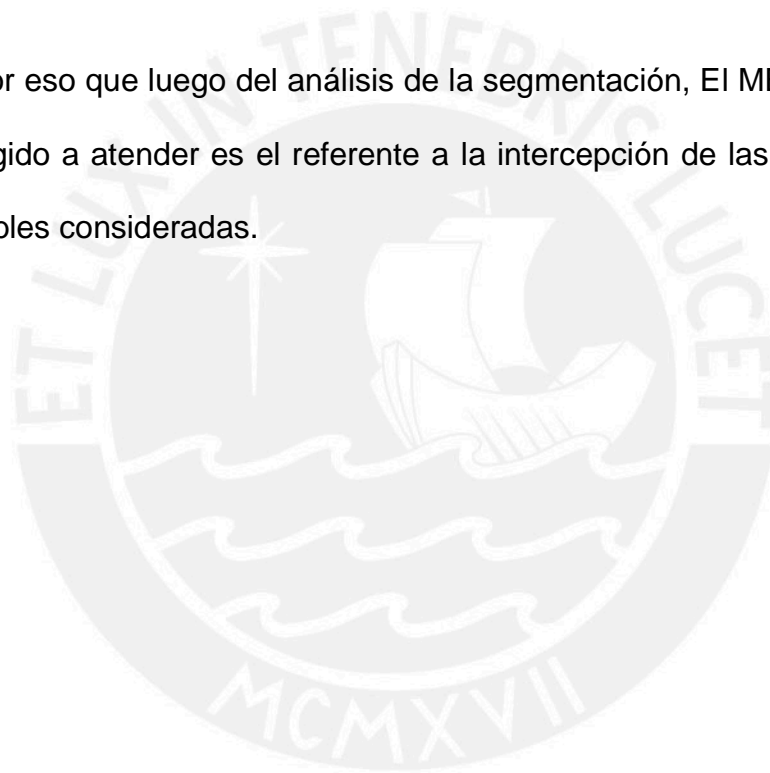 or eso que luego del análisis de la segmentación, El
gido a atender es el referente a la intercepción de las
bles consideradas.
ET LUX IN TENEBRIS LUCET
MCMXVII